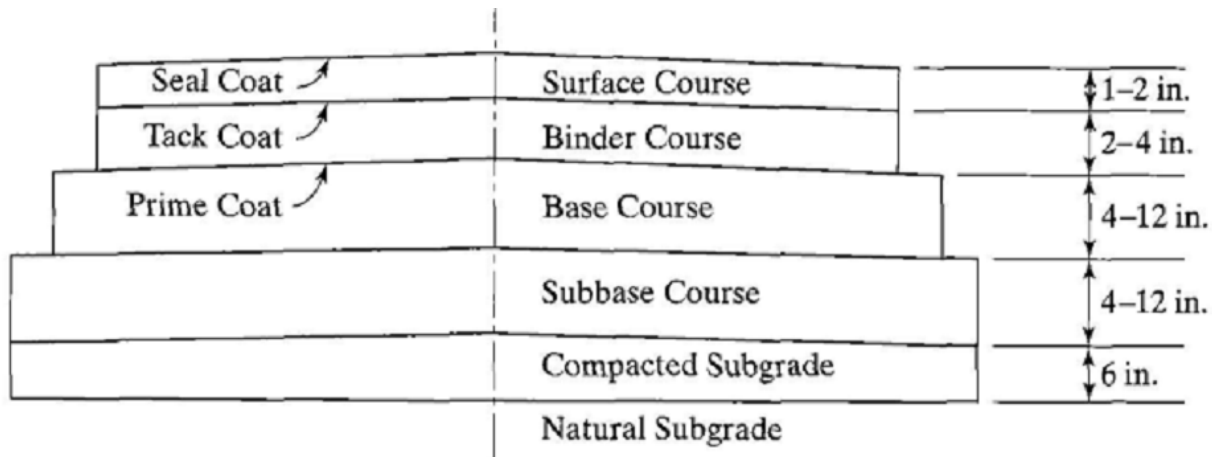 Seal Coat
Surface Course
1–2 in.
Tack Coat
Binder Course
2–4 in.
Prime Coat
Base Course
4–12 in.
Subbase Course
4–12 in.
Compacted Subgrade
6 in.
Natural Subgrade